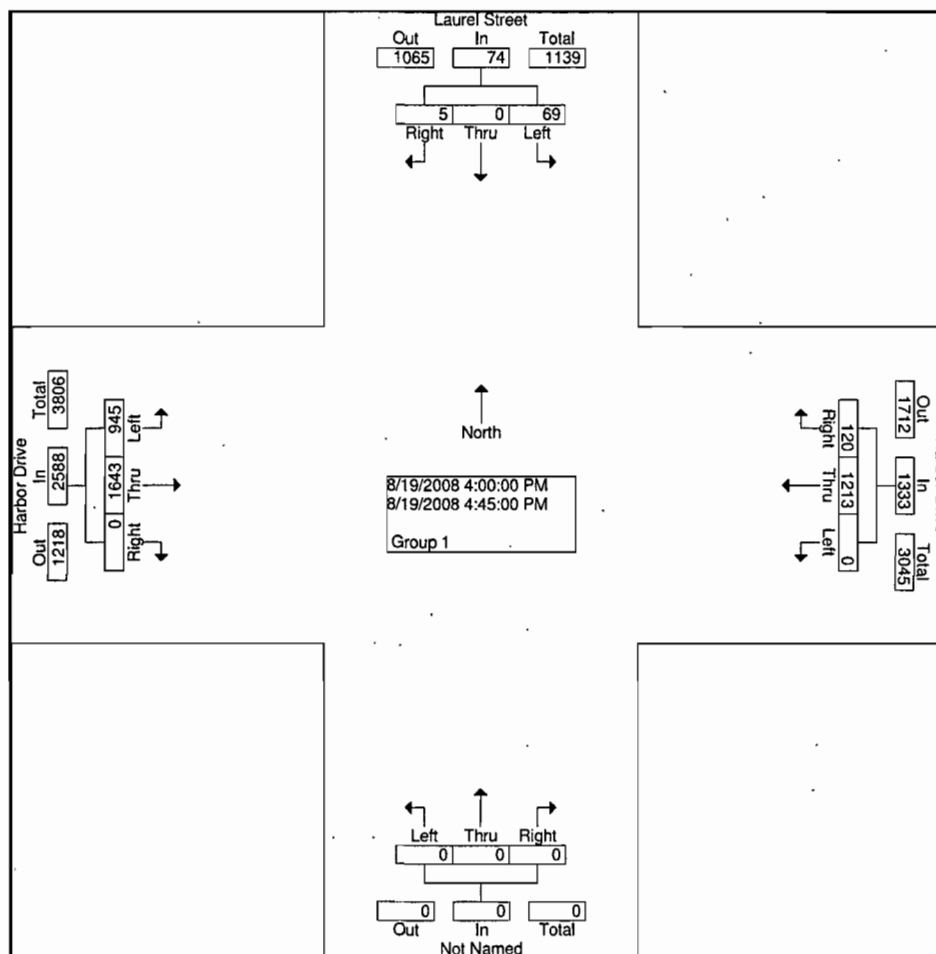 Laurel Street
Out In Total
1065 74 1139
5 0 69
Right Thru Left
North
8/19/2008 4:00:00 PM
8/19/2008 4:45:00 PM
Group 1
Harbor Drive
Total In Out
3806 2588 1218
945 1643 0
Left Thru Right
Right Thru Left
120 1213 0
1712 1333 3045
Out In Total
Left Thru Right
0 0 0
0 0 0
Out In Total
Not Named